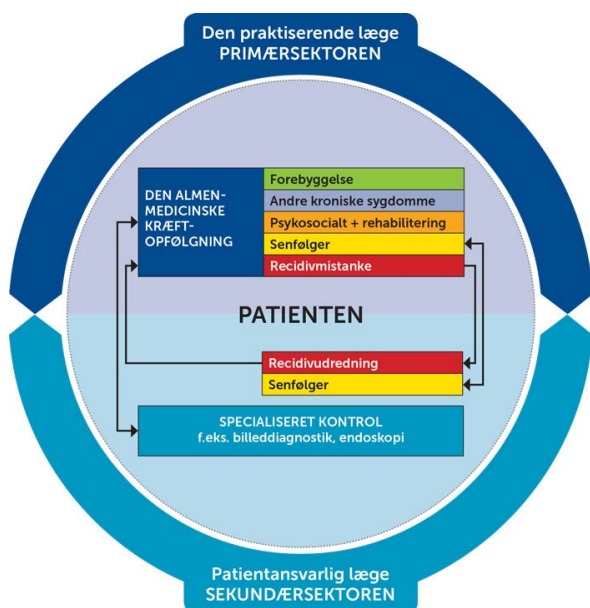 Den praktiserende læge
PRIMÆRSEKTOREN
DEN ALMEN-
MEDICINSKE
KRÆFT-
OPFØLGNING
Forebyggelse
Andre kroniske sygdomme
Psykosocialt + rehabilitering
Senfølger
Recidivmistanke
PATIENTEN
Recidivudredning
Senfølger
SPECIALISERET KONTROL
f.eks. billeddiagnostik, endoskopi
Patientansvarlig læge
SEKUNDÆRSEKTOREN